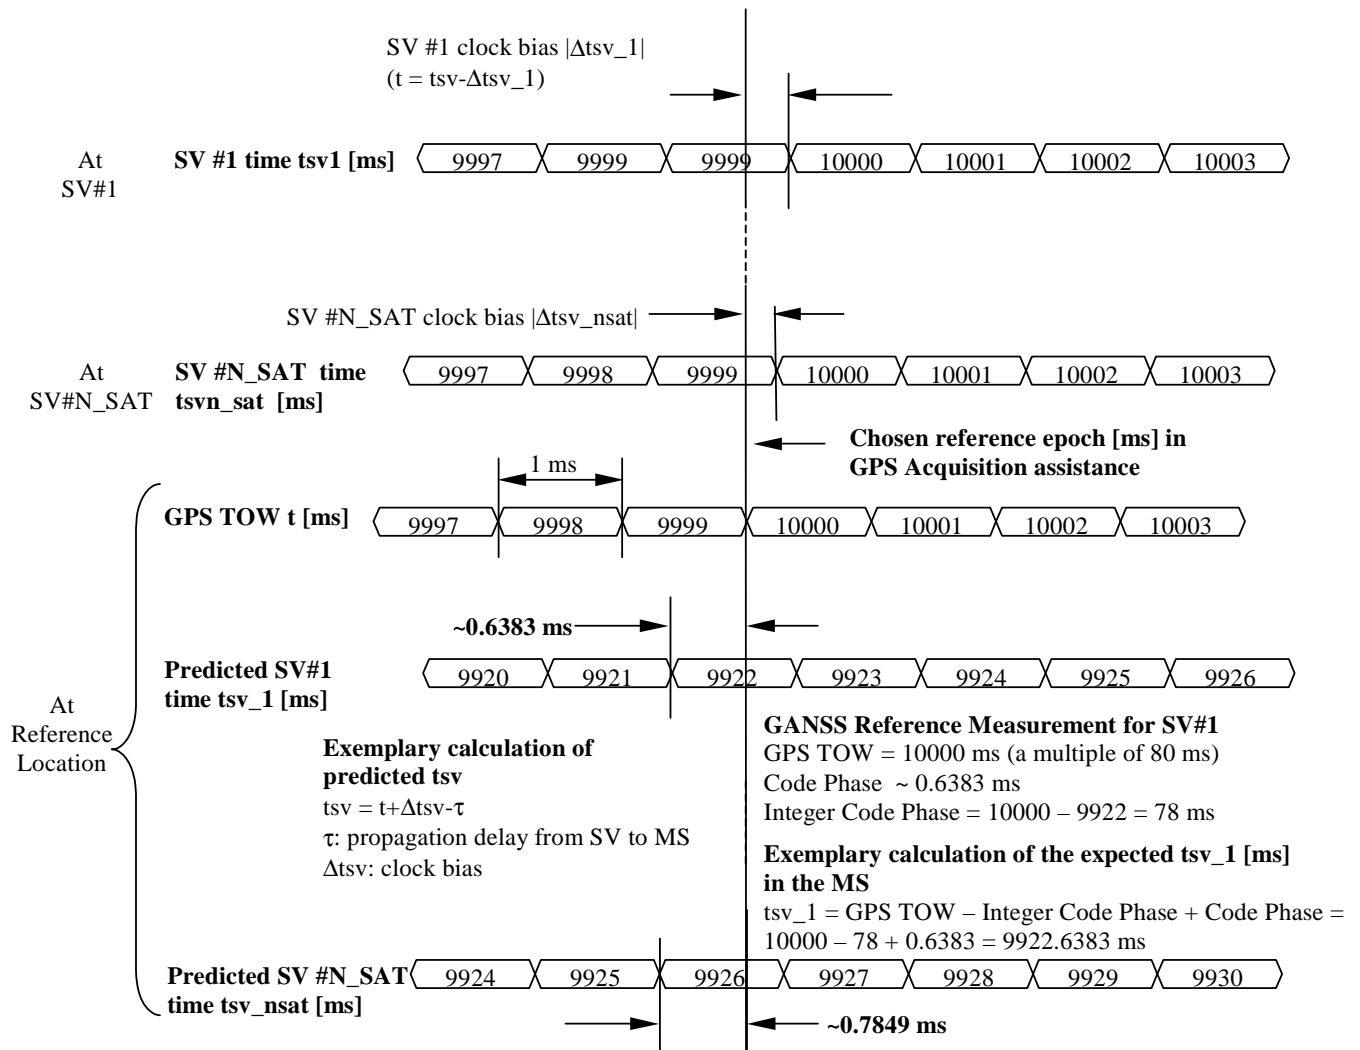 SV #1 clock bias |Δtsv_1|
(t = tsv-Δtsv_1)
At
SV#1
SV #1 time tsv1 [ms]
9997 9999 9999 10000 10001 10002 10003
SV #N_SAT clock bias |Δtsv_nsat|
At
SV#N_SAT
SV #N_SAT time
tsvn_sat [ms]
9997 9998 9999 10000 10001 10002 10003
Chosen reference epoch [ms] in
GPS Acquisition assistance
1 ms
GPS TOW t [ms]
9997 9998 9999 10000 10001 10002 10003
~0.6383 ms
At
Reference
Location
Predicted SV#1
time tsv_1 [ms]
9920 9921 9922 9923 9924 9925 9926
Exemplary calculation of
predicted tsv
tsv = t+Δtsv-τ
τ: propagation delay from SV to MS
Δtsv: clock bias
GANSS Reference Measurement for SV#1
GPS TOW = 10000 ms (a multiple of 80 ms)
Code Phase ~ 0.6383 ms
Integer Code Phase = 10000 – 9922 = 78 ms
Exemplary calculation of the expected tsv_1 [ms]
in the MS
tsv_1 = GPS TOW – Integer Code Phase + Code Phase =
10000 – 78 + 0.6383 = 9922.6383 ms
Predicted SV #N_SAT
time tsv_nsat [ms]
9924 9925 9926 9927 9928 9929 9930
~0.7849 ms